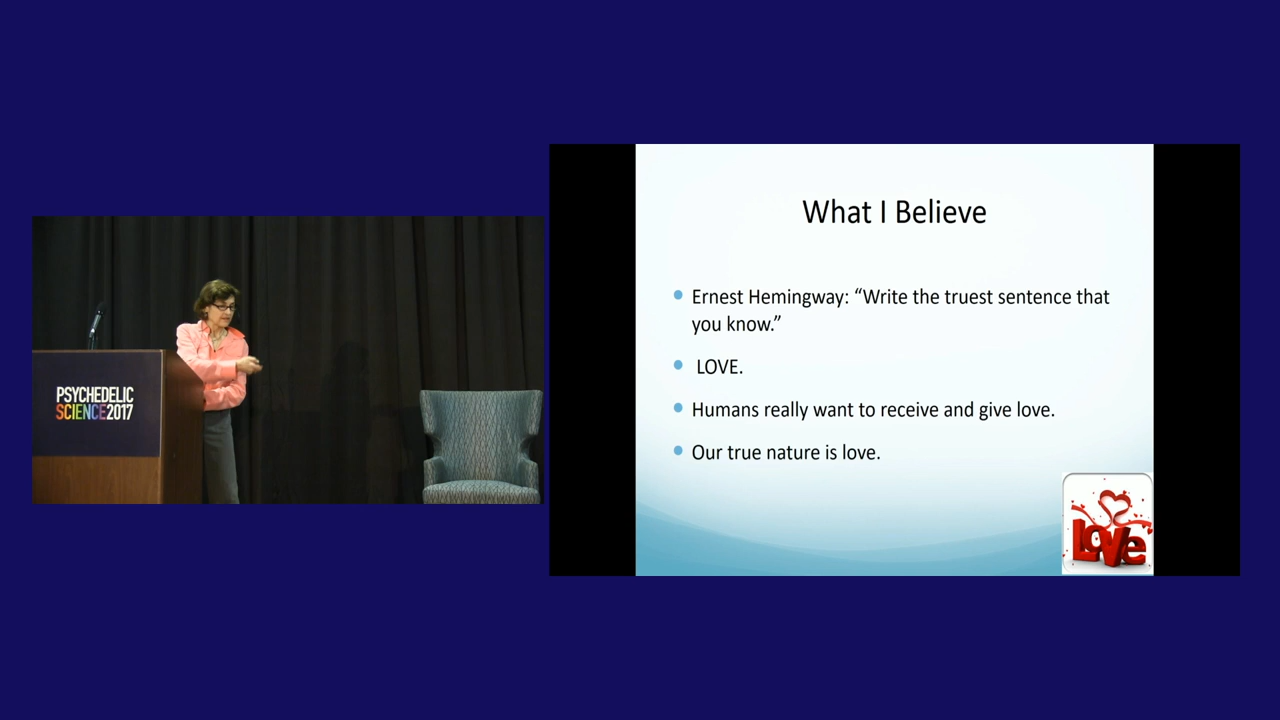 PSYCHEDELIC
SCIENCE2017
What I Believe
Ernest Hemingway: “Write the truest sentence that
you know.”
LOVE.
Humans really want to receive and give love.
Our true nature is love.
Love